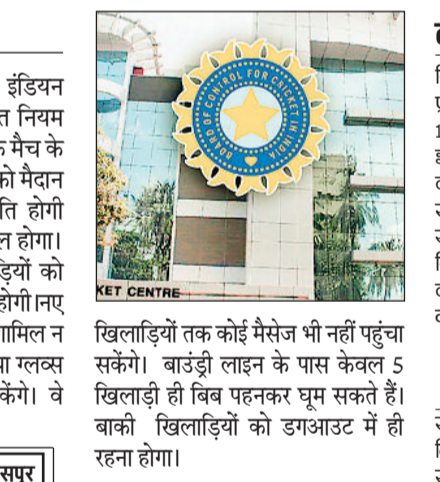 इंडियन
नियम
मैच के
को मैदान
होगी
होगा।
को
होगी।नए
न
ग्लव्स
वे
BOARD OF CONTROL FOR CRICKET IN INDIA
KET CENTRE
खिलाड़ियों तक कोई मैसेज भी नहीं पहुंचा
सकेंगे। बाउंड्री लाइन के पास केवल 5
खिलाड़ी ही बिब पहनकर घूम सकते हैं।
बाकी खिलाड़ियों को डगआउट में ही
रहना होगा।